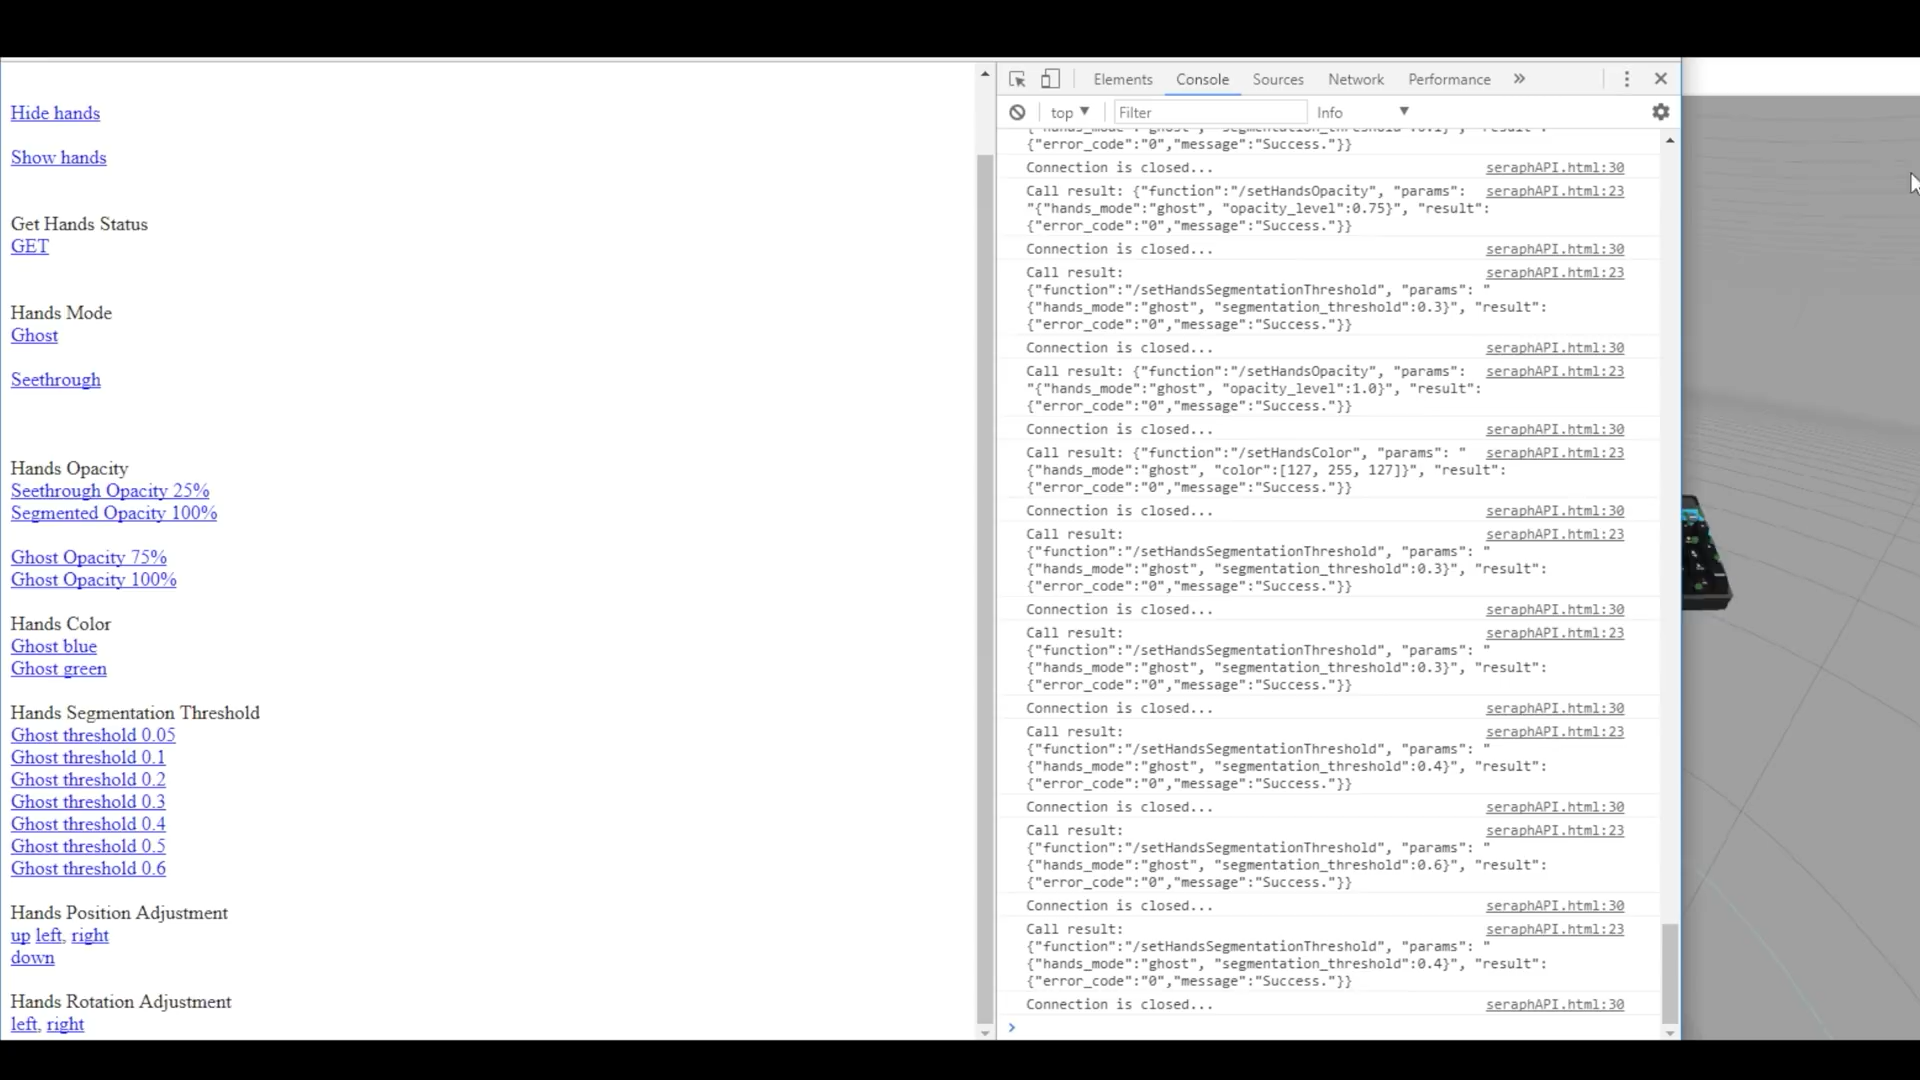 Hide hands
Show hands
Get Hands Status
GET
Hands Mode
Ghost
Seethrough
Hands Opacity
Seethrough Opacity 25%
Segmented Opacity 100%
Ghost Opacity 75%
Ghost Opacity 100%
Hands Color
Ghost blue
Ghost green
Hands Segmentation Threshold
Ghost threshold 0.05
Ghost threshold 0.1
Ghost threshold 0.2
Ghost threshold 0.3
Ghost threshold 0.4
Ghost threshold 0.5
Ghost threshold 0.6
Hands Position Adjustment
up left, right
down
Hands Rotation Adjustment
left, right
Elements Console Sources Network Performance »
top Filter Info
{"hands_mode":"ghost", "segmentation_threshold":0.1}", "result":
{"error_code":"0","message":"Success."}}
Connection is closed... seraphAPI.html:30
Call result: {"function":"/setHandsOpacity", "params": seraphAPI.html:23
"{"hands_mode":"ghost", "opacity_level":0.75}", "result":
{"error_code":"0","message":"Success."}}
Connection is closed... seraphAPI.html:30
Call result: seraphAPI.html:23
{"function":"/setHandsSegmentationThreshold", "params": "
{"hands_mode":"ghost", "segmentation_threshold":0.3}", "result":
{"error_code":"0","message":"Success."}}
Connection is closed... seraphAPI.html:30
Call result: {"function":"/setHandsOpacity", "params": seraphAPI.html:23
"{"hands_mode":"ghost", "opacity_level":1.0}", "result":
{"error_code":"0","message":"Success."}}
Connection is closed... seraphAPI.html:30
Call result: {"function":"/setHandsColor", "params": " seraphAPI.html:23
{"hands_mode":"ghost", "color":[127, 255, 127]}", "result":
{"error_code":"0","message":"Success."}}
Connection is closed... seraphAPI.html:30
Call result: seraphAPI.html:23
{"function":"/setHandsSegmentationThreshold", "params": "
{"hands_mode":"ghost", "segmentation_threshold":0.3}", "result":
{"error_code":"0","message":"Success."}}
Connection is closed... seraphAPI.html:30
Call result: seraphAPI.html:23
{"function":"/setHandsSegmentationThreshold", "params": "
{"hands_mode":"ghost", "segmentation_threshold":0.3}", "result":
{"error_code":"0","message":"Success."}}
Connection is closed... seraphAPI.html:30
Call result: seraphAPI.html:23
{"function":"/setHandsSegmentationThreshold", "params": "
{"hands_mode":"ghost", "segmentation_threshold":0.4}", "result":
{"error_code":"0","message":"Success."}}
Connection is closed... seraphAPI.html:30
Call result: seraphAPI.html:23
{"function":"/setHandsSegmentationThreshold", "params": "
{"hands_mode":"ghost", "segmentation_threshold":0.6}", "result":
{"error_code":"0","message":"Success."}}
Connection is closed... seraphAPI.html:30
Call result: seraphAPI.html:23
{"function":"/setHandsSegmentationThreshold", "params": "
{"hands_mode":"ghost", "segmentation_threshold":0.4}", "result":
{"error_code":"0","message":"Success."}}
Connection is closed... seraphAPI.html:30